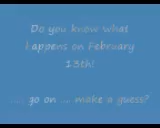 Do you know what
happens on February
13th!
..... go on .... make a guess?